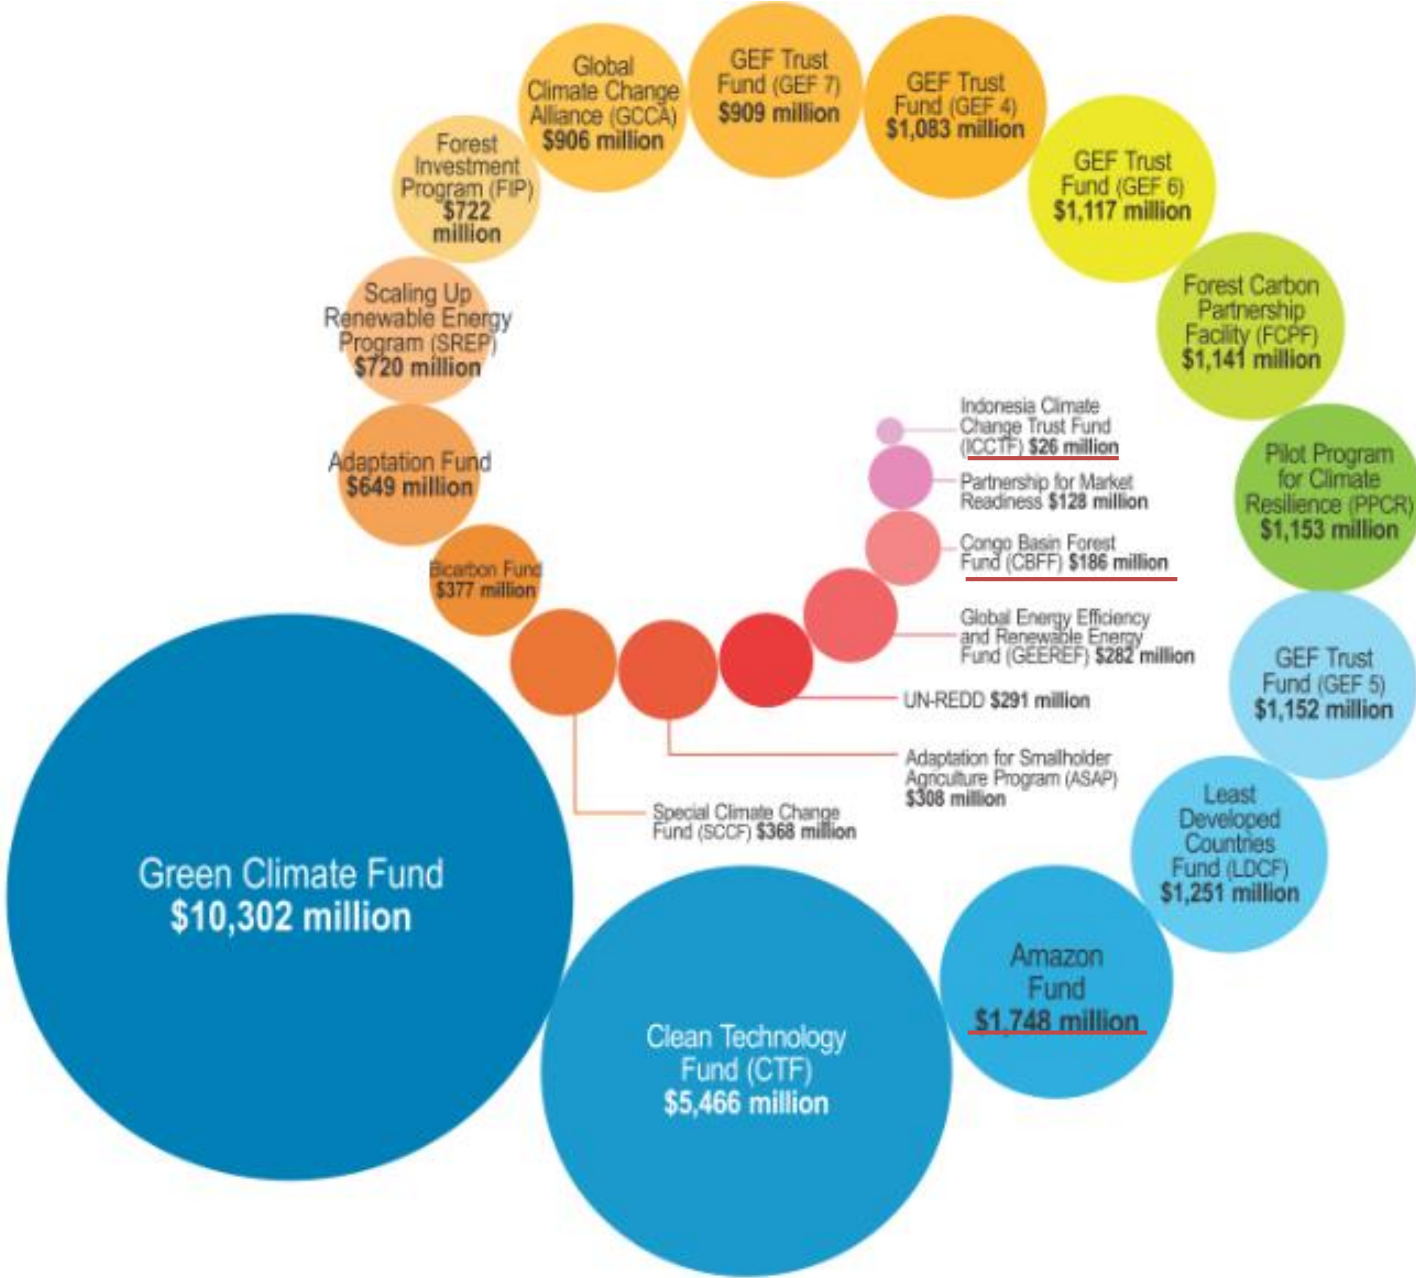 Global
Climate Change
Alliance (GCCA)
$906 million
GEF Trust
Fund (GEF 7)
$909 million
GEF Trust
Fund (GEF 4)
$1,083 million
GEF Trust
Fund (GEF 6)
$1,117 million
Forest
Investment
Program (FIP)
$722
million
Scaling Up
Renewable Energy
Program (SREP)
$720 million
Adaptation Fund
$649 million
Bicarbon Fund
$377 million
Forest Carbon
Partnership
Facility (FCPF)
$1,141 million
Pilot Program
for Climate
Resilience (PPCR)
$1,153 million
GEF Trust
Fund (GEF 5)
$1,152 million
Least
Developed
Countries
Fund (LDCF)
$1,251 million
Amazon
Fund
$1,748 million
Clean Technology
Fund (CTF)
$5,466 million
Green Climate Fund
$10,302 million
Indonesia Climate
Change Trust Fund
(ICCTF) $26 million
Partnership for Market
Readiness $128 million
Congo Basin Forest
Fund (CBFF) $186 million
Global Energy Efficiency
and Renewable Energy
Fund (GEEREF) $282 million
UN-REDD $291 million
Adaptation for Smallholder
Agriculture Program (ASAP)
$308 million
Special Climate Change
Fund (SCCF) $368 million